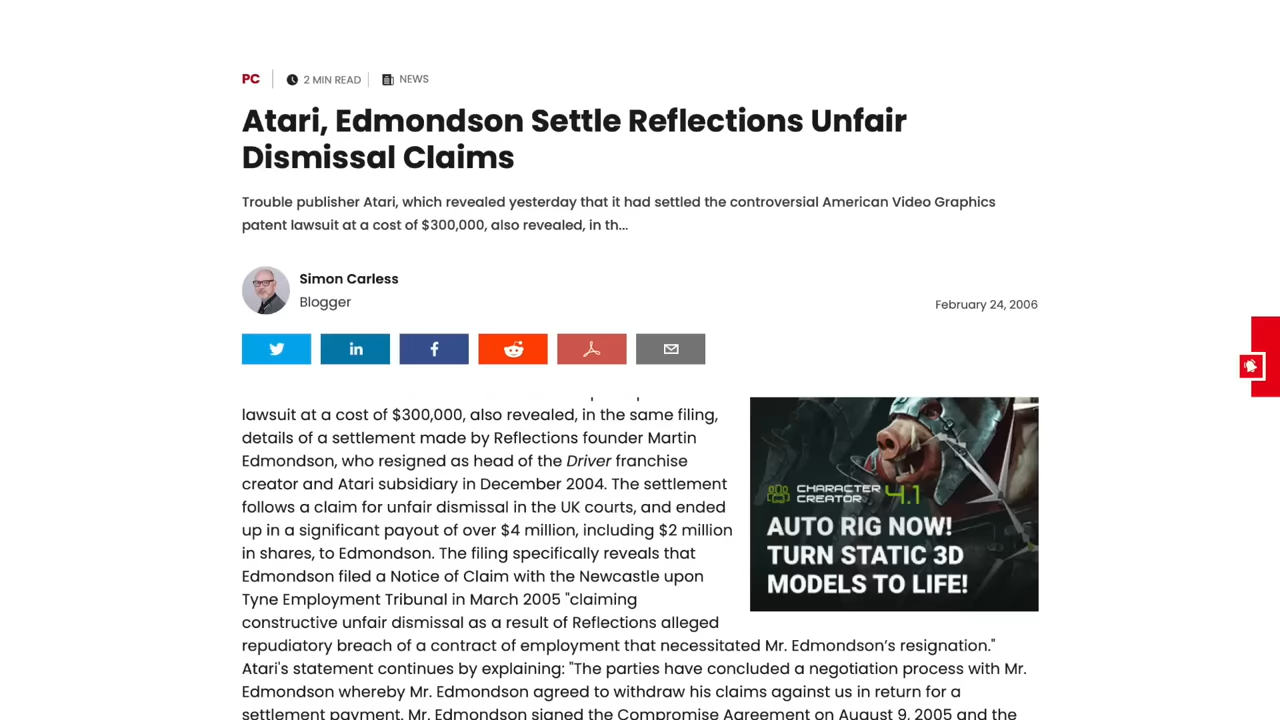 PC
2 MIN READ
NEWS
Atari, Edmondson Settle Reflections Unfair
Dismissal Claims
Trouble publisher Atari, which revealed yesterday that it had settled the controversial American Video Graphics
patent lawsuit at a cost of $300,000, also revealed, in th...
Simon Carless
Blogger
February 24, 2006
in
f
lawsuit at a cost of $300,000, also revealed, in the same filing,
details of a settlement made by Reflections founder Martin
Edmondson, who resigned as head of the Driver franchise
creator and Atari subsidiary in December 2004. The settlement
follows a claim for unfair dismissal in the UK courts, and ended
up in a significant payout of over $4 million, including $2 million
in shares, to Edmondson. The filing specifically reveals that
Edmondson filed a Notice of Claim with the Newcastle upon
Tyne Employment Tribunal in March 2005 "claiming
constructive unfair dismissal as a result of Reflections alleged
repudiatory breach of a contract of employment that necessitated Mr. Edmondson’s resignation."
Atari's statement continues by explaining: "The parties have concluded a negotiation process with Mr.
Edmondson whereby Mr. Edmondson agreed to withdraw his claims against us in return for a
settlement payment. Mr. Edmondson signed the Compromise Agreement on August 9, 2005 and the
CHARACTER
CREATOR 4.1
AUTO RIG NOW!
TURN STATIC 3D
MODELS TO LIFE!